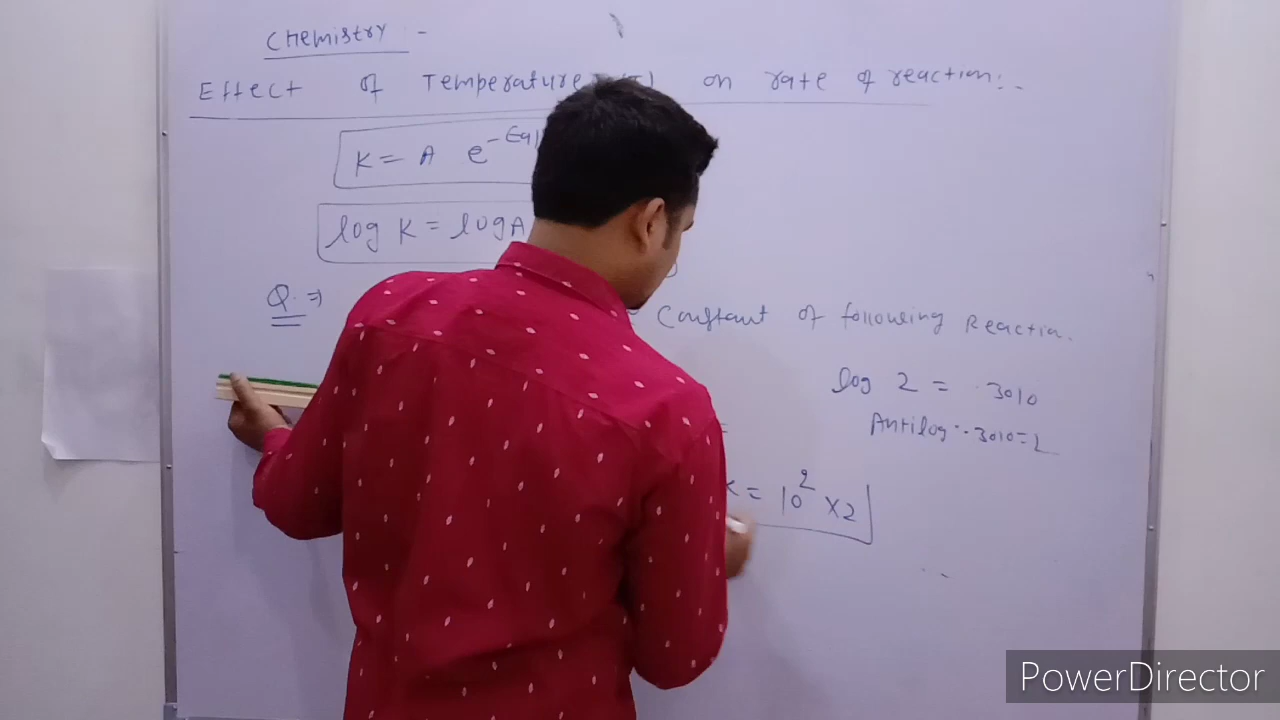 Chemistry -
Effect of Temperature (T) on rate of reaction:.
K = A e^-Ea/
log K = log A
Q. ⇒ Constant of following Reaction.
log 2 = .3010
Antilog .3010 = 2
K = 10² × 2
PowerDirector